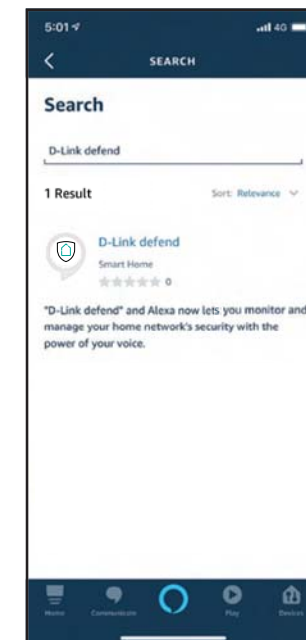 5:01
4G
SEARCH
Search
D-Link defend
1 Result Sort: Relevance
D-Link defend
Smart Home
0
"D-Link defend" and Alexa now lets you monitor and
manage your home network's security with the
power of your voice.
Home Communicate Play Devices